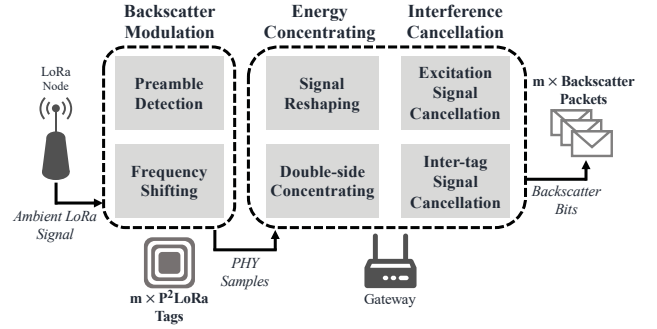 Backscatter
Modulation
Energy
Concentrating
Interference
Cancellation
LoRa
Node
Preamble
Detection
Signal
Reshaping
Excitation
Signal
Cancellation
m × Backscatter
Packets
Frequency
Shifting
Double-side
Concentrating
Inter-tag
Signal
Cancellation
Ambient LoRa
Signal
Backscatter
Bits
PHY
Samples
m × P²LoRa
Tags
Gateway